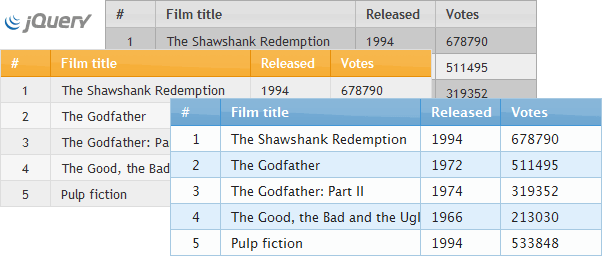 jQuery
# Film title Released Votes
1 The Shawshank Redemption 1994 678790
511495
319352
# Film title Released Votes
1 The Shawshank Redemption 1994 678790
2 The Godfather
3 The Godfather: Pa
4 The Good, the Bad
5 Pulp fiction
# Film title Released Votes
1 The Shawshank Redemption 1994 678790
2 The Godfather 1972 511495
3 The Godfather: Part II 1974 319352
4 The Good, the Bad and the Ugl 1966 213030
5 Pulp fiction 1994 533848